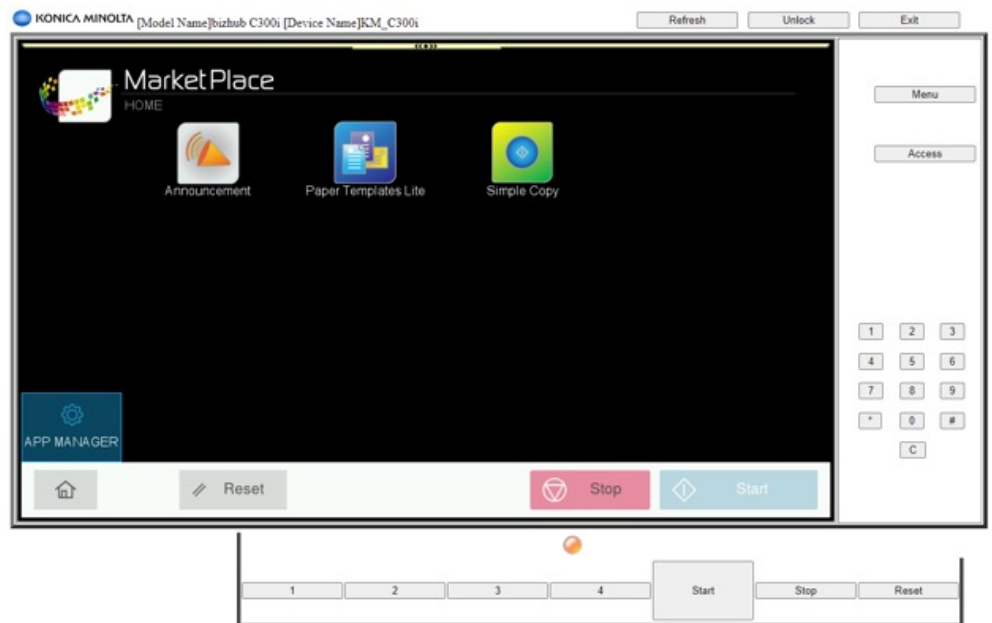 KONICA MINOLTA [Model Name]bizhub C300i [Device Name]KM_C300i
Refresh Unlock Exit
MarketPlace
HOME
Menu
Access
Announcement Paper Templates Lite Simple Copy
1 2 3
4 5 6
7 8 9
* 0 #
C
APP MANAGER
Reset Stop Start
1 2 3 4 Start Stop Reset